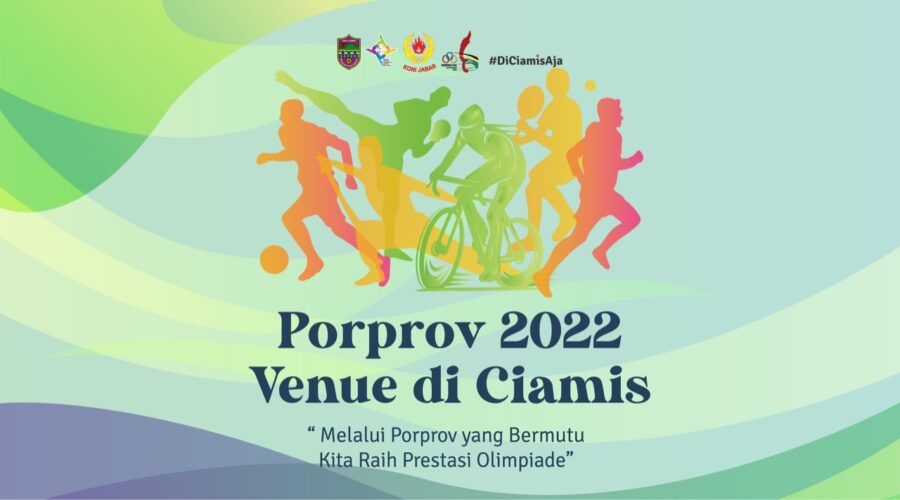 KONI JABAR
#DiCiamisAja
Porprov 2022
Venue di Ciamis
“ Melalui Porprov yang Bermutu
Kita Raih Prestasi Olimpiade”